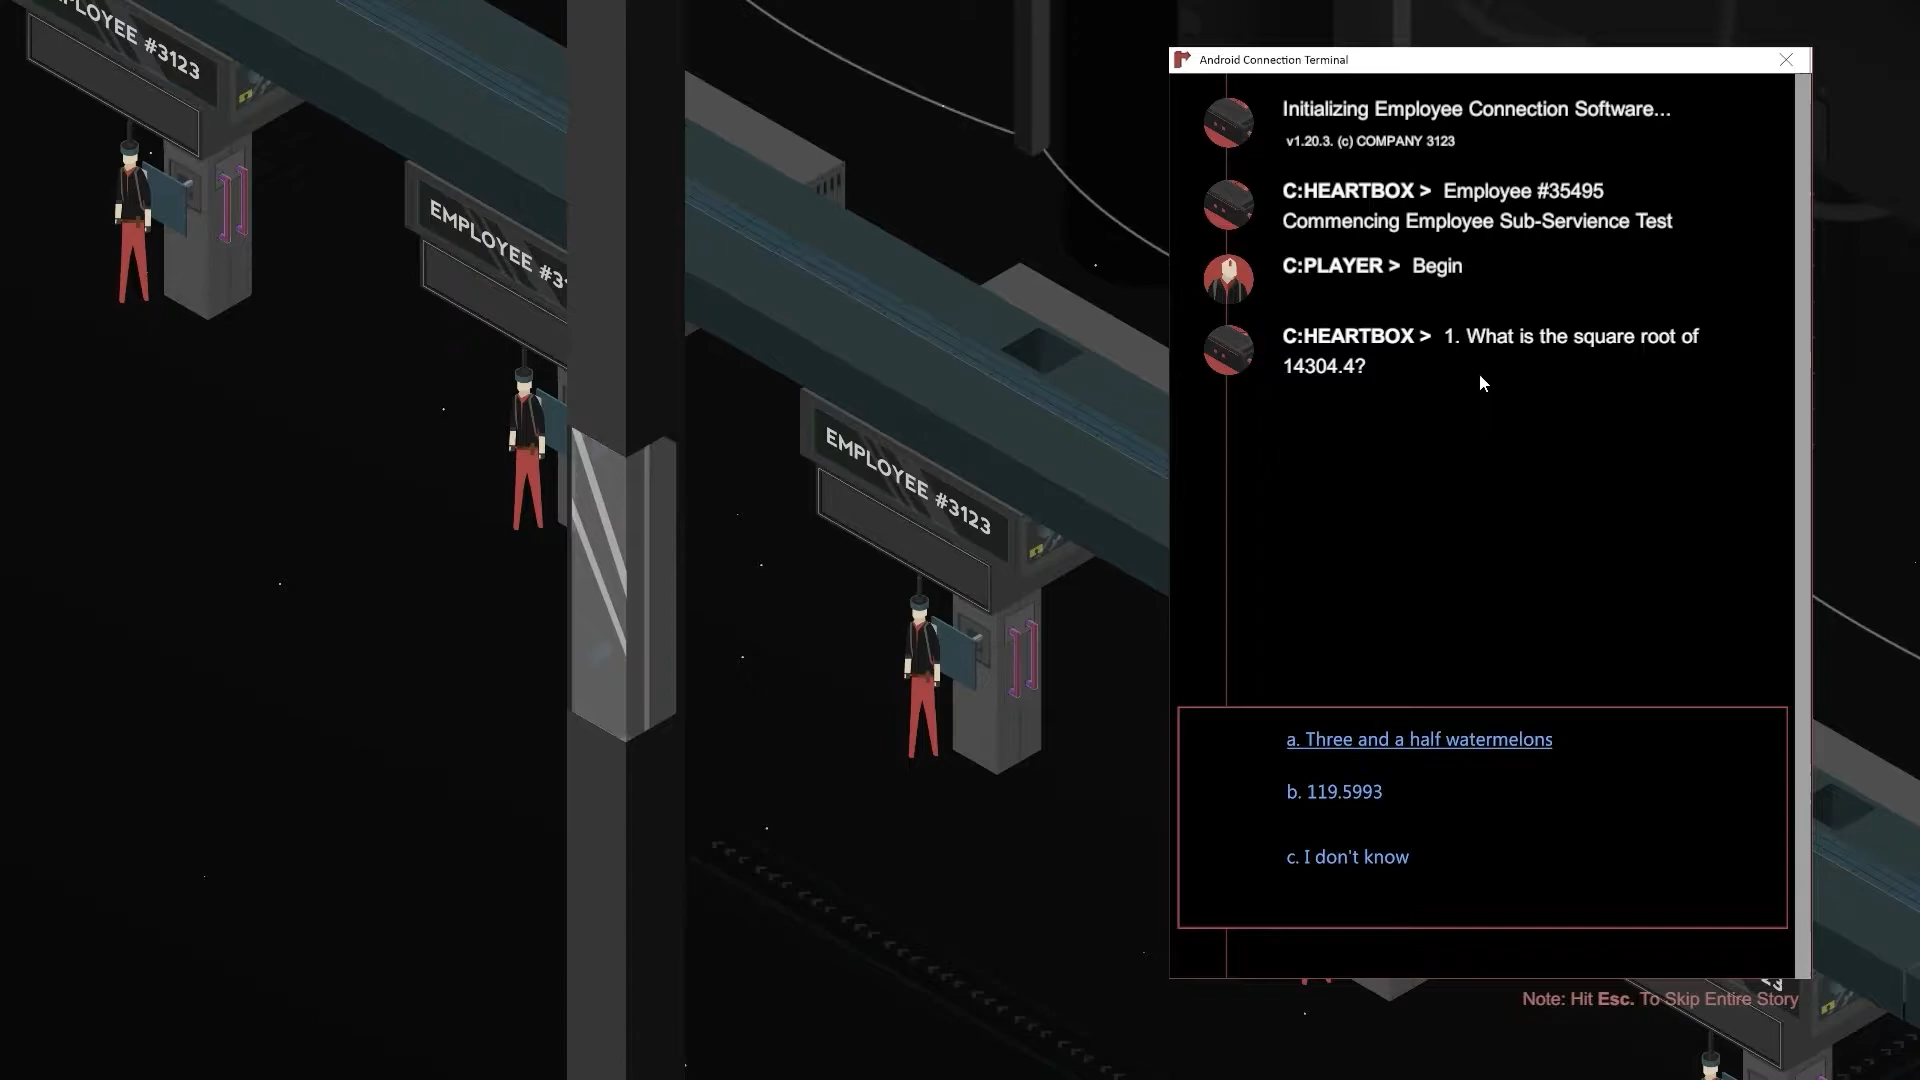 EMPLOYEE #3123
EMPLOYEE #3
EMPLOYEE #3123
Android Connection Terminal
Initializing Employee Connection Software...
v1.20.3. (c) COMPANY 3123
C:HEARTBOX > Employee #35495
Commencing Employee Sub-Servience Test
C:PLAYER > Begin
C:HEARTBOX > 1. What is the square root of
14304.4?
a. Three and a half watermelons
b. 119.5993
c. I don't know
Note: Hit Esc. To Skip Entire Story